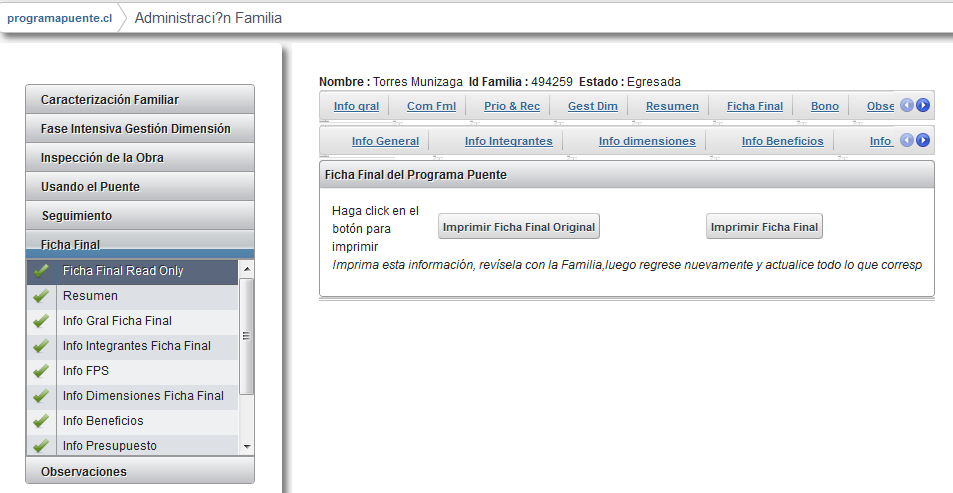 programapuente.cl Administraci?n Familia
Caracterización Familiar
Fase Intensiva Gestión Dimensión
Inspección de la Obra
Usando el Puente
Seguimiento
Ficha Final
Ficha Final Read Only
Resumen
Info Gral Ficha Final
Info Integrantes Ficha Final
Info FPS
Info Dimensiones Ficha Final
Info Beneficios
Info Presupuesto
Observaciones
Nombre : Torres Munizaga Id Familia : 494259 Estado : Egresada
Info gral Com Fml Prio & Rec Gest Dim Resumen Ficha Final Bono Obse
Info General Info Integrantes Info dimensiones Info Beneficios Info
Ficha Final del Programa Puente
Haga click en el
botón para
imprimir
Imprimir Ficha Final Original Imprimir Ficha Final
Imprima esta información, revísela con la Familia,luego regrese nuevamente y actualice todo lo que corresp